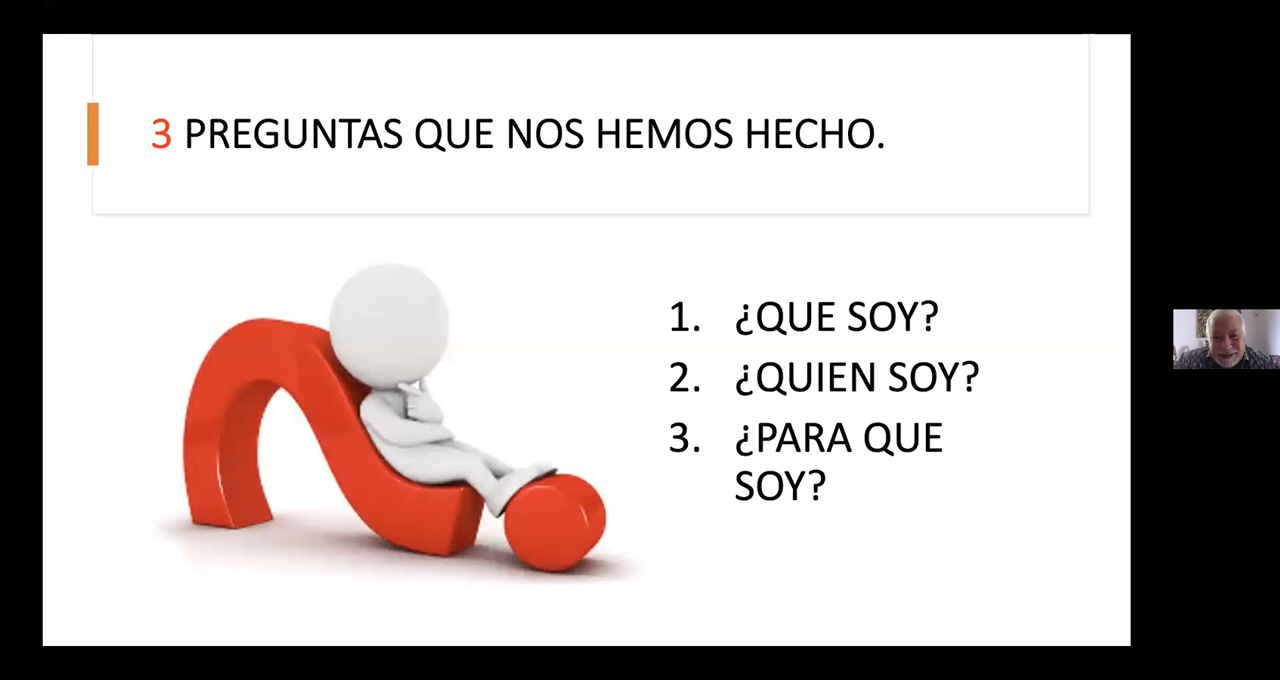 3 PREGUNTAS QUE NOS HEMOS HECHO.
1. ¿QUE SOY?
2. ¿QUIEN SOY?
3. ¿PARA QUE
SOY?